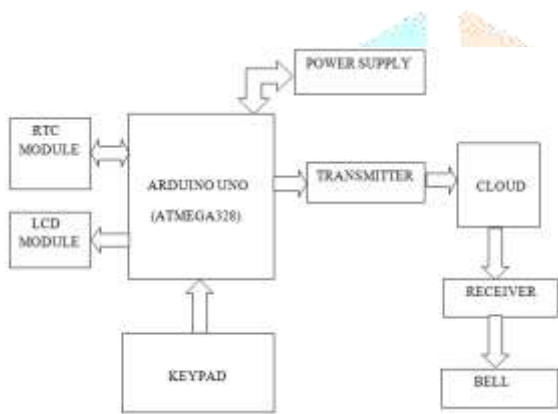 POWER SUPPLY
RTC
MODULE
ARDUINO UNO
(ATMEGA328)
TRANSMITTER
CLOUD
LCD
MODULE
RECEIVER
KEYPAD
BELL